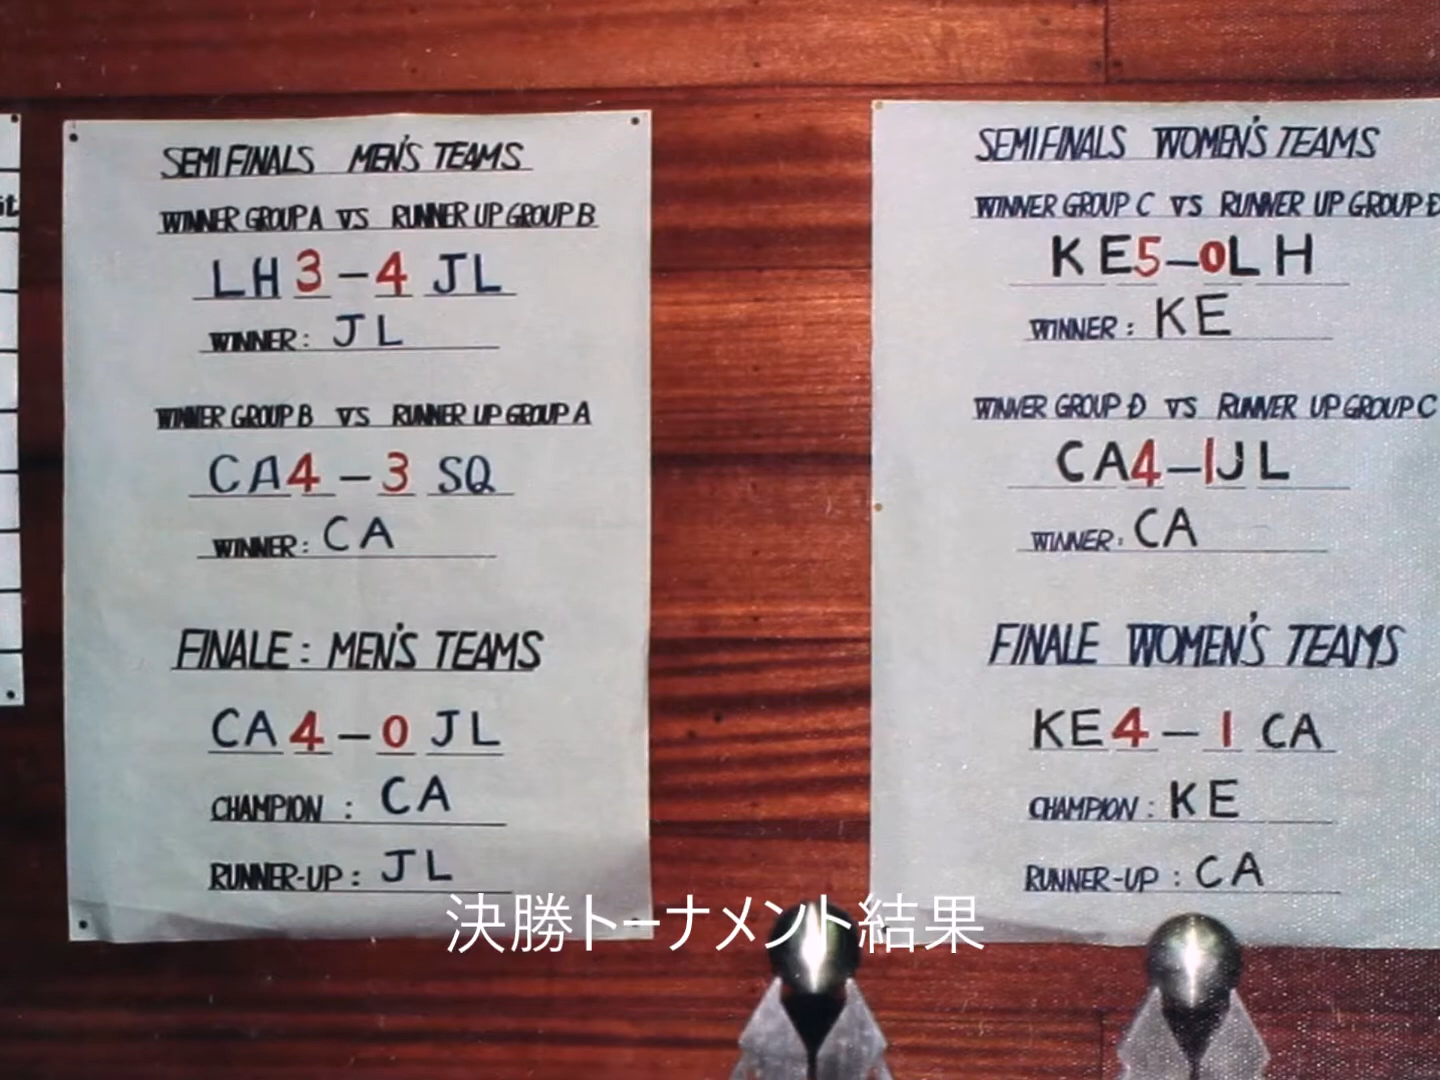 SEMIFINALS MEN'S TEAMS
WINNER GROUP A VS RUNNER UP GROUP B
LH 3 – 4 JL
WINNER: JL
WINNER GROUP B VS RUNNER UP GROUP A
CA 4 – 3 SQ
WINNER: CA
FINALE: MEN'S TEAMS
CA 4 – 0 JL
CHAMPION : CA
RUNNER-UP : JL
SEMIFINALS WOMEN'S TEAMS
WINNER GROUP C VS RUNNER UP GROUP D
KE 5 – 0 LH
WINNER : KE
WINNER GROUP D VS RUNNER UP GROUP C
CA 4 – 1 JL
WINNER: CA
FINALE WOMEN'S TEAMS
KE 4 – 1 CA
CHAMPION : KE
RUNNER-UP : CA
決勝トーナメント結果